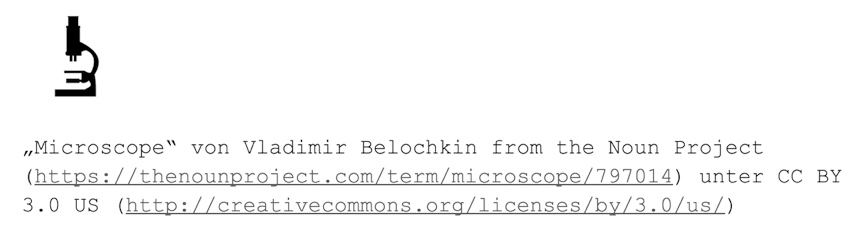 „Microscope“ von Vladimir Belochkin from the Noun Project
(https://thenounproject.com/term/microscope/797014) unter CC BY
3.0 US (http://creativecommons.org/licenses/by/3.0/us/)